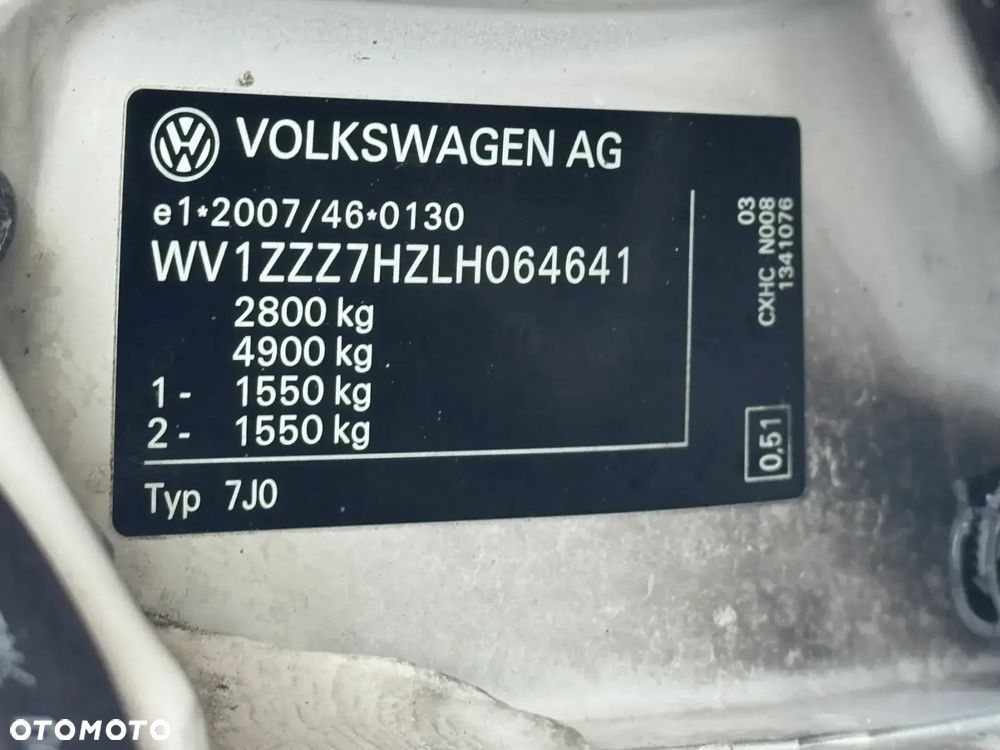 VOLKSWAGEN AG
e1*2007/46*0130
WV1ZZZ7HZLH064641
2800 kg
4900 kg
1- 1550 kg
2- 1550 kg
Typ 7J0
03
CXHC N008
1341076
0,51
OTOMOTO